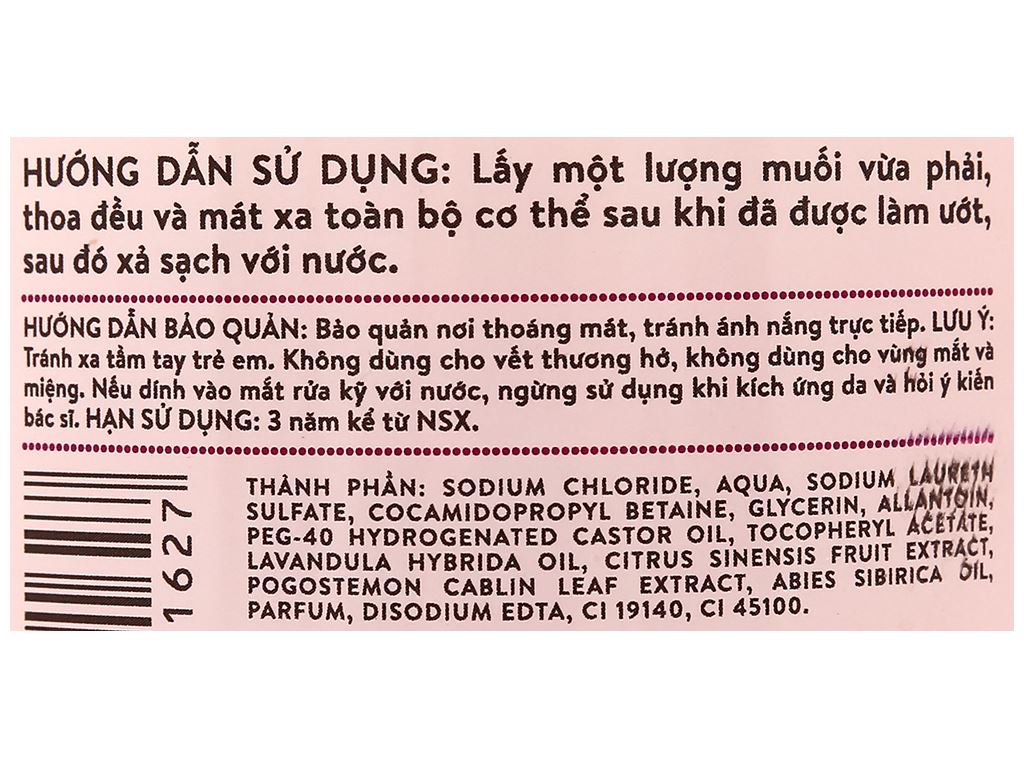 HƯỚNG DẪN SỬ DỤNG: Lấy một lượng muối vừa phải,
thoa đều và mát xa toàn bộ cơ thể sau khi đã được làm ướt,
sau đó xả sạch với nước.
HƯỚNG DẪN BẢO QUẢN: Bảo quản nơi thoáng mát, tránh ánh nắng trực tiếp. LƯU Ý:
Tránh xa tầm tay trẻ em. Không dùng cho vết thương hở, không dùng cho vùng mắt và
miệng. Nếu dính vào mắt rửa kỹ với nước, ngừng sử dụng khi kích ứng da và hỏi ý kiến
bác sĩ. HẠN SỬ DỤNG: 3 năm kể từ NSX.
THÀNH PHẦN: SODIUM CHLORIDE, AQUA, SODIUM LAURETH
SULFATE, COCAMIDOPROPYL BETAINE, GLYCERIN, ALLANTOIN,
PEG-40 HYDROGENATED CASTOR OIL, TOCOPHERYL ACETATE,
LAVANDULA HYBRIDA OIL, CITRUS SINENSIS FRUIT EXTRACT,
POGOSTEMON CABLIN LEAF EXTRACT, ABIES SIBIRICA OIL,
PARFUM, DISODIUM EDTA, CI 19140, CI 45100.
1627